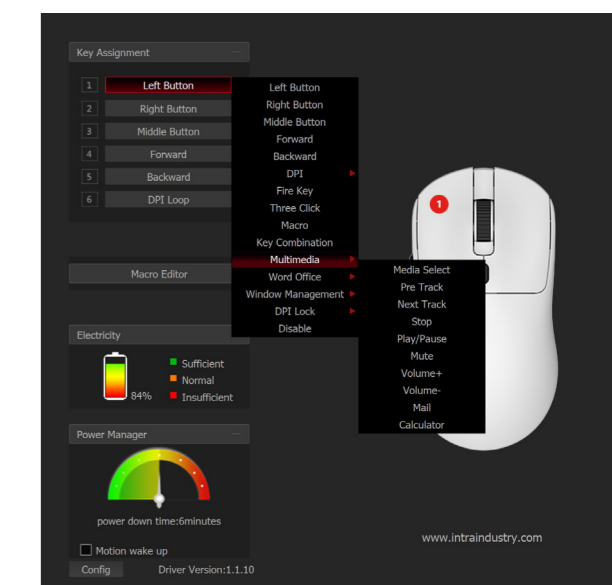 Key Assignment
1 Left Button
2 Right Button
3 Middle Button
4 Forward
5 Backward
6 DPI Loop
Macro Editor
Left Button
Right Button
Middle Button
Forward
Backward
DPI
Fire Key
Three Click
Macro
Key Combination
Multimedia
Word Office
Window Management
DPI Lock
Disable
Media Select
Pre Track
Next Track
Stop
Play/Pause
Mute
Volume+
Volume-
Mail
Calculator
1
Electricity
84%
Sufficient
Normal
Insufficient
Power Manager
power down time:6minutes
Motion wake up
Config
Driver Version:1.1.10
www.intraindustry.com